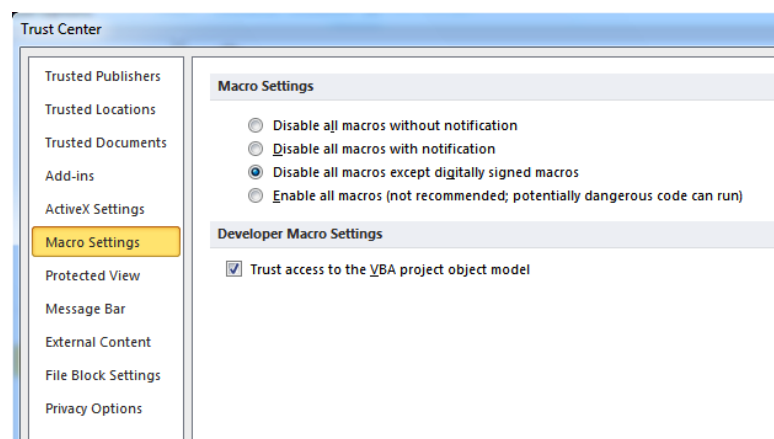 Trust Center
Trusted Publishers
Trusted Locations
Trusted Documents
Add-ins
ActiveX Settings
Macro Settings
Protected View
Message Bar
External Content
File Block Settings
Privacy Options
Macro Settings
Disable all macros without notification
Disable all macros with notification
Disable all macros except digitally signed macros
Enable all macros (not recommended; potentially dangerous code can run)
Developer Macro Settings
Trust access to the VBA project object model